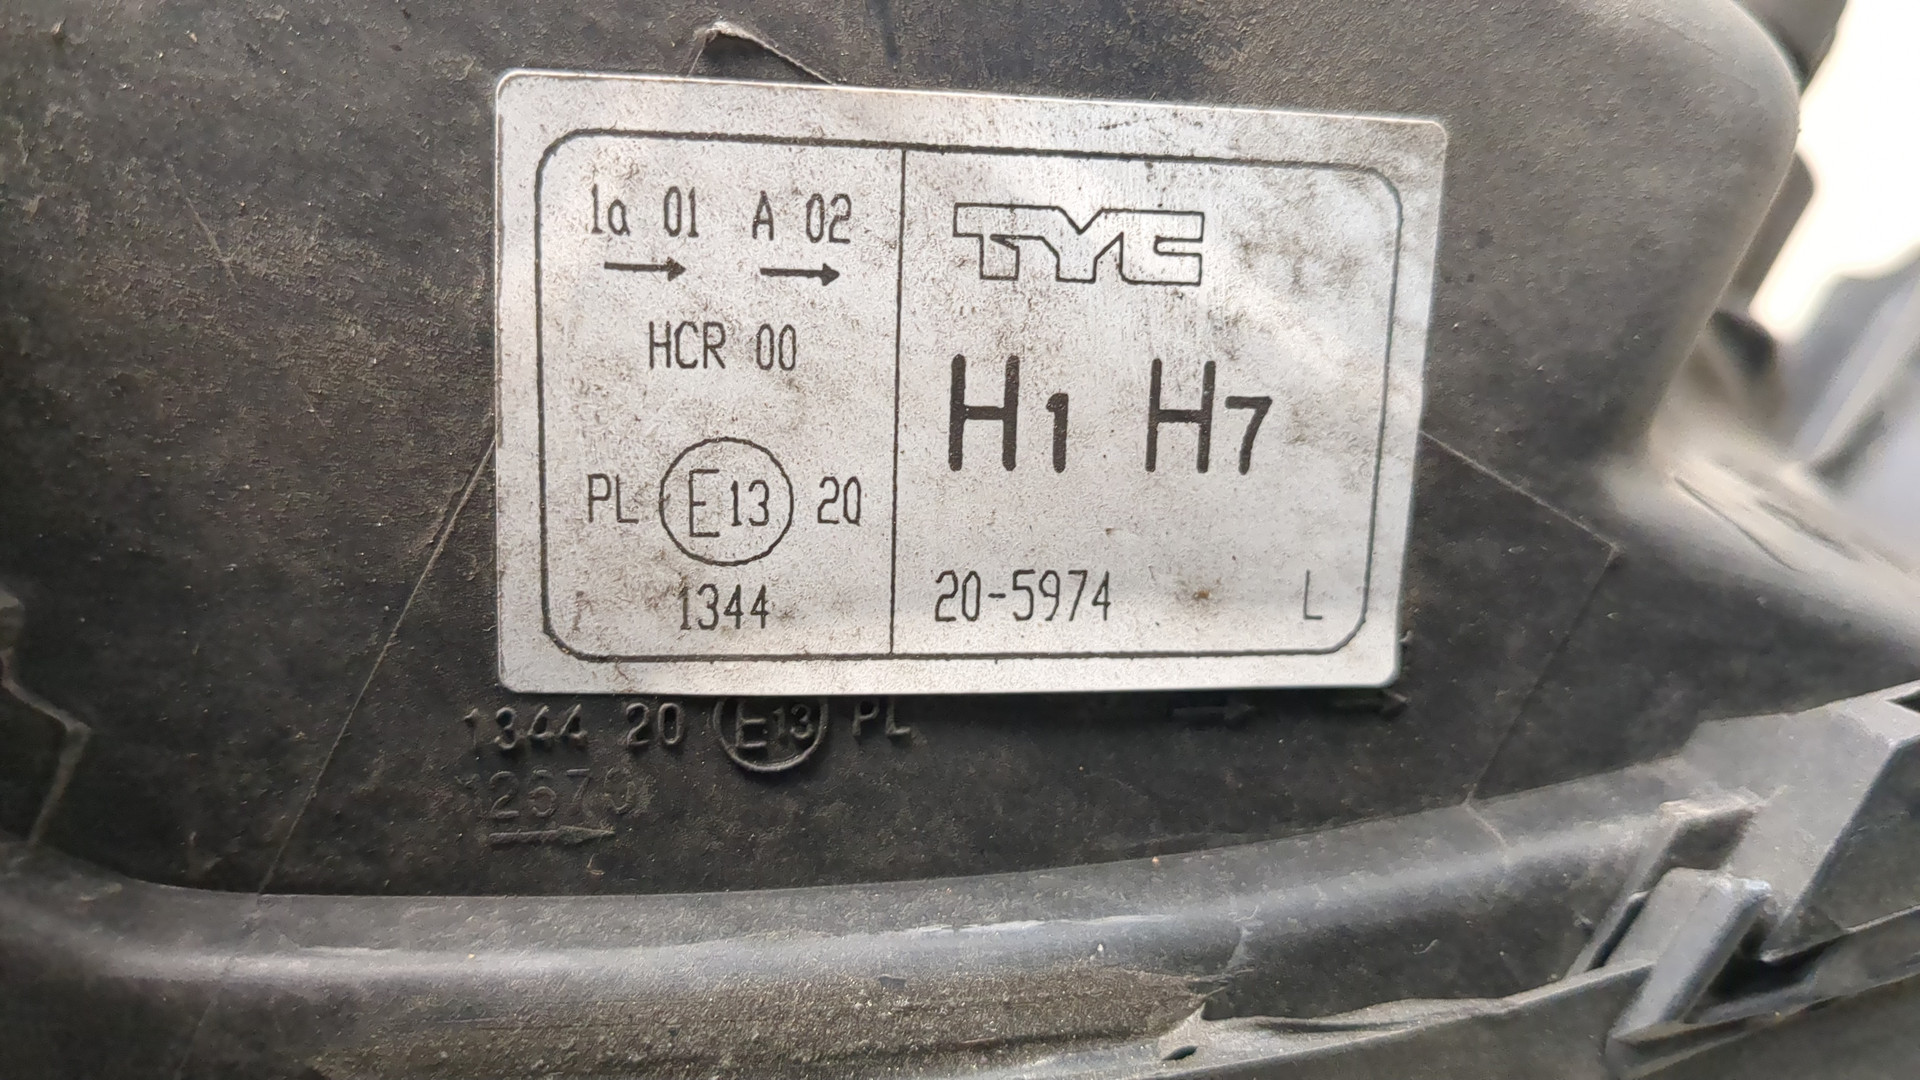 1a 01 A 02
→ →
HCR 00
PL E13 20
1344
TYC
H1 H7
20-5974 L
1344 20 E13 PL